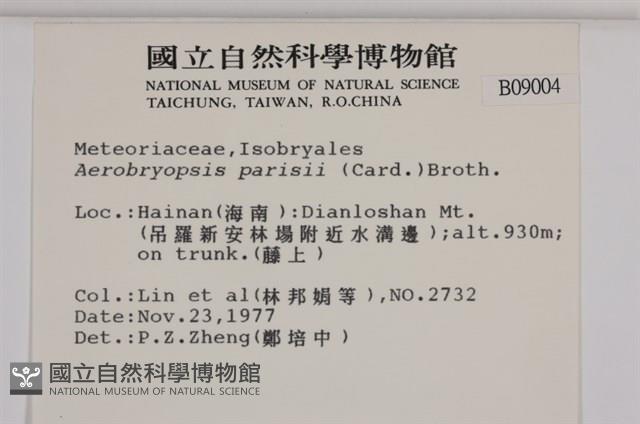 國立自然科學博物館
NATIONAL MUSEUM OF NATURAL SCIENCE
TAICHUNG, TAIWAN, R.O.CHINA
B09004
Meteoriaceae,Isobryales
Aerobryopsis parisii (Card.)Broth.
Loc.:Hainan(海南):Dianloshan Mt.
(吊羅新安林場附近水溝邊);alt.930m;
on trunk.(藤上)
Col.:Lin et al(林邦娟等),NO.2732
Date:Nov.23,1977
Det.:P.Z.Zheng(鄭培中)
國立自然科學博物館
NATIONAL MUSEUM OF NATURAL SCIENCE